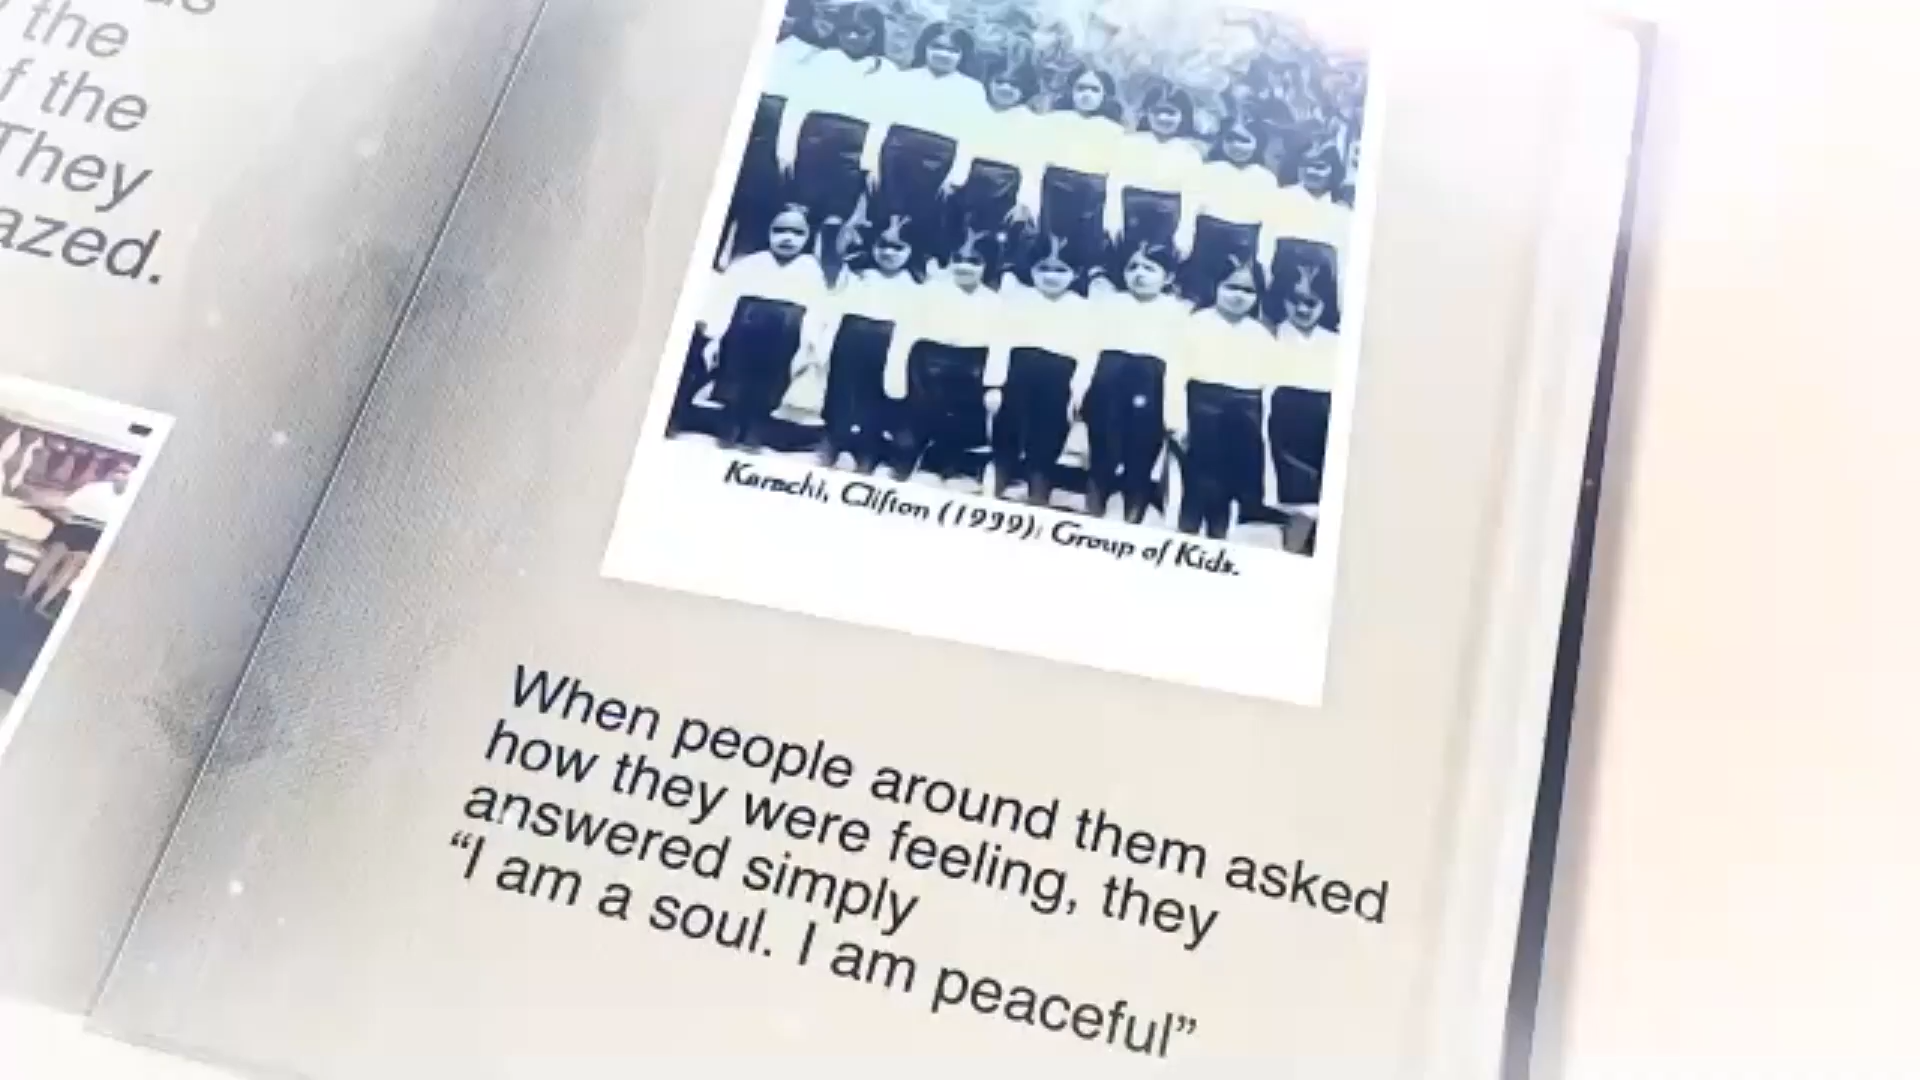 the
f the
They
azed.
Karachi, Clifton (1939): Group of Kids.
When people around them asked
how they were feeling, they
answered simply
“I am a soul. I am peaceful”